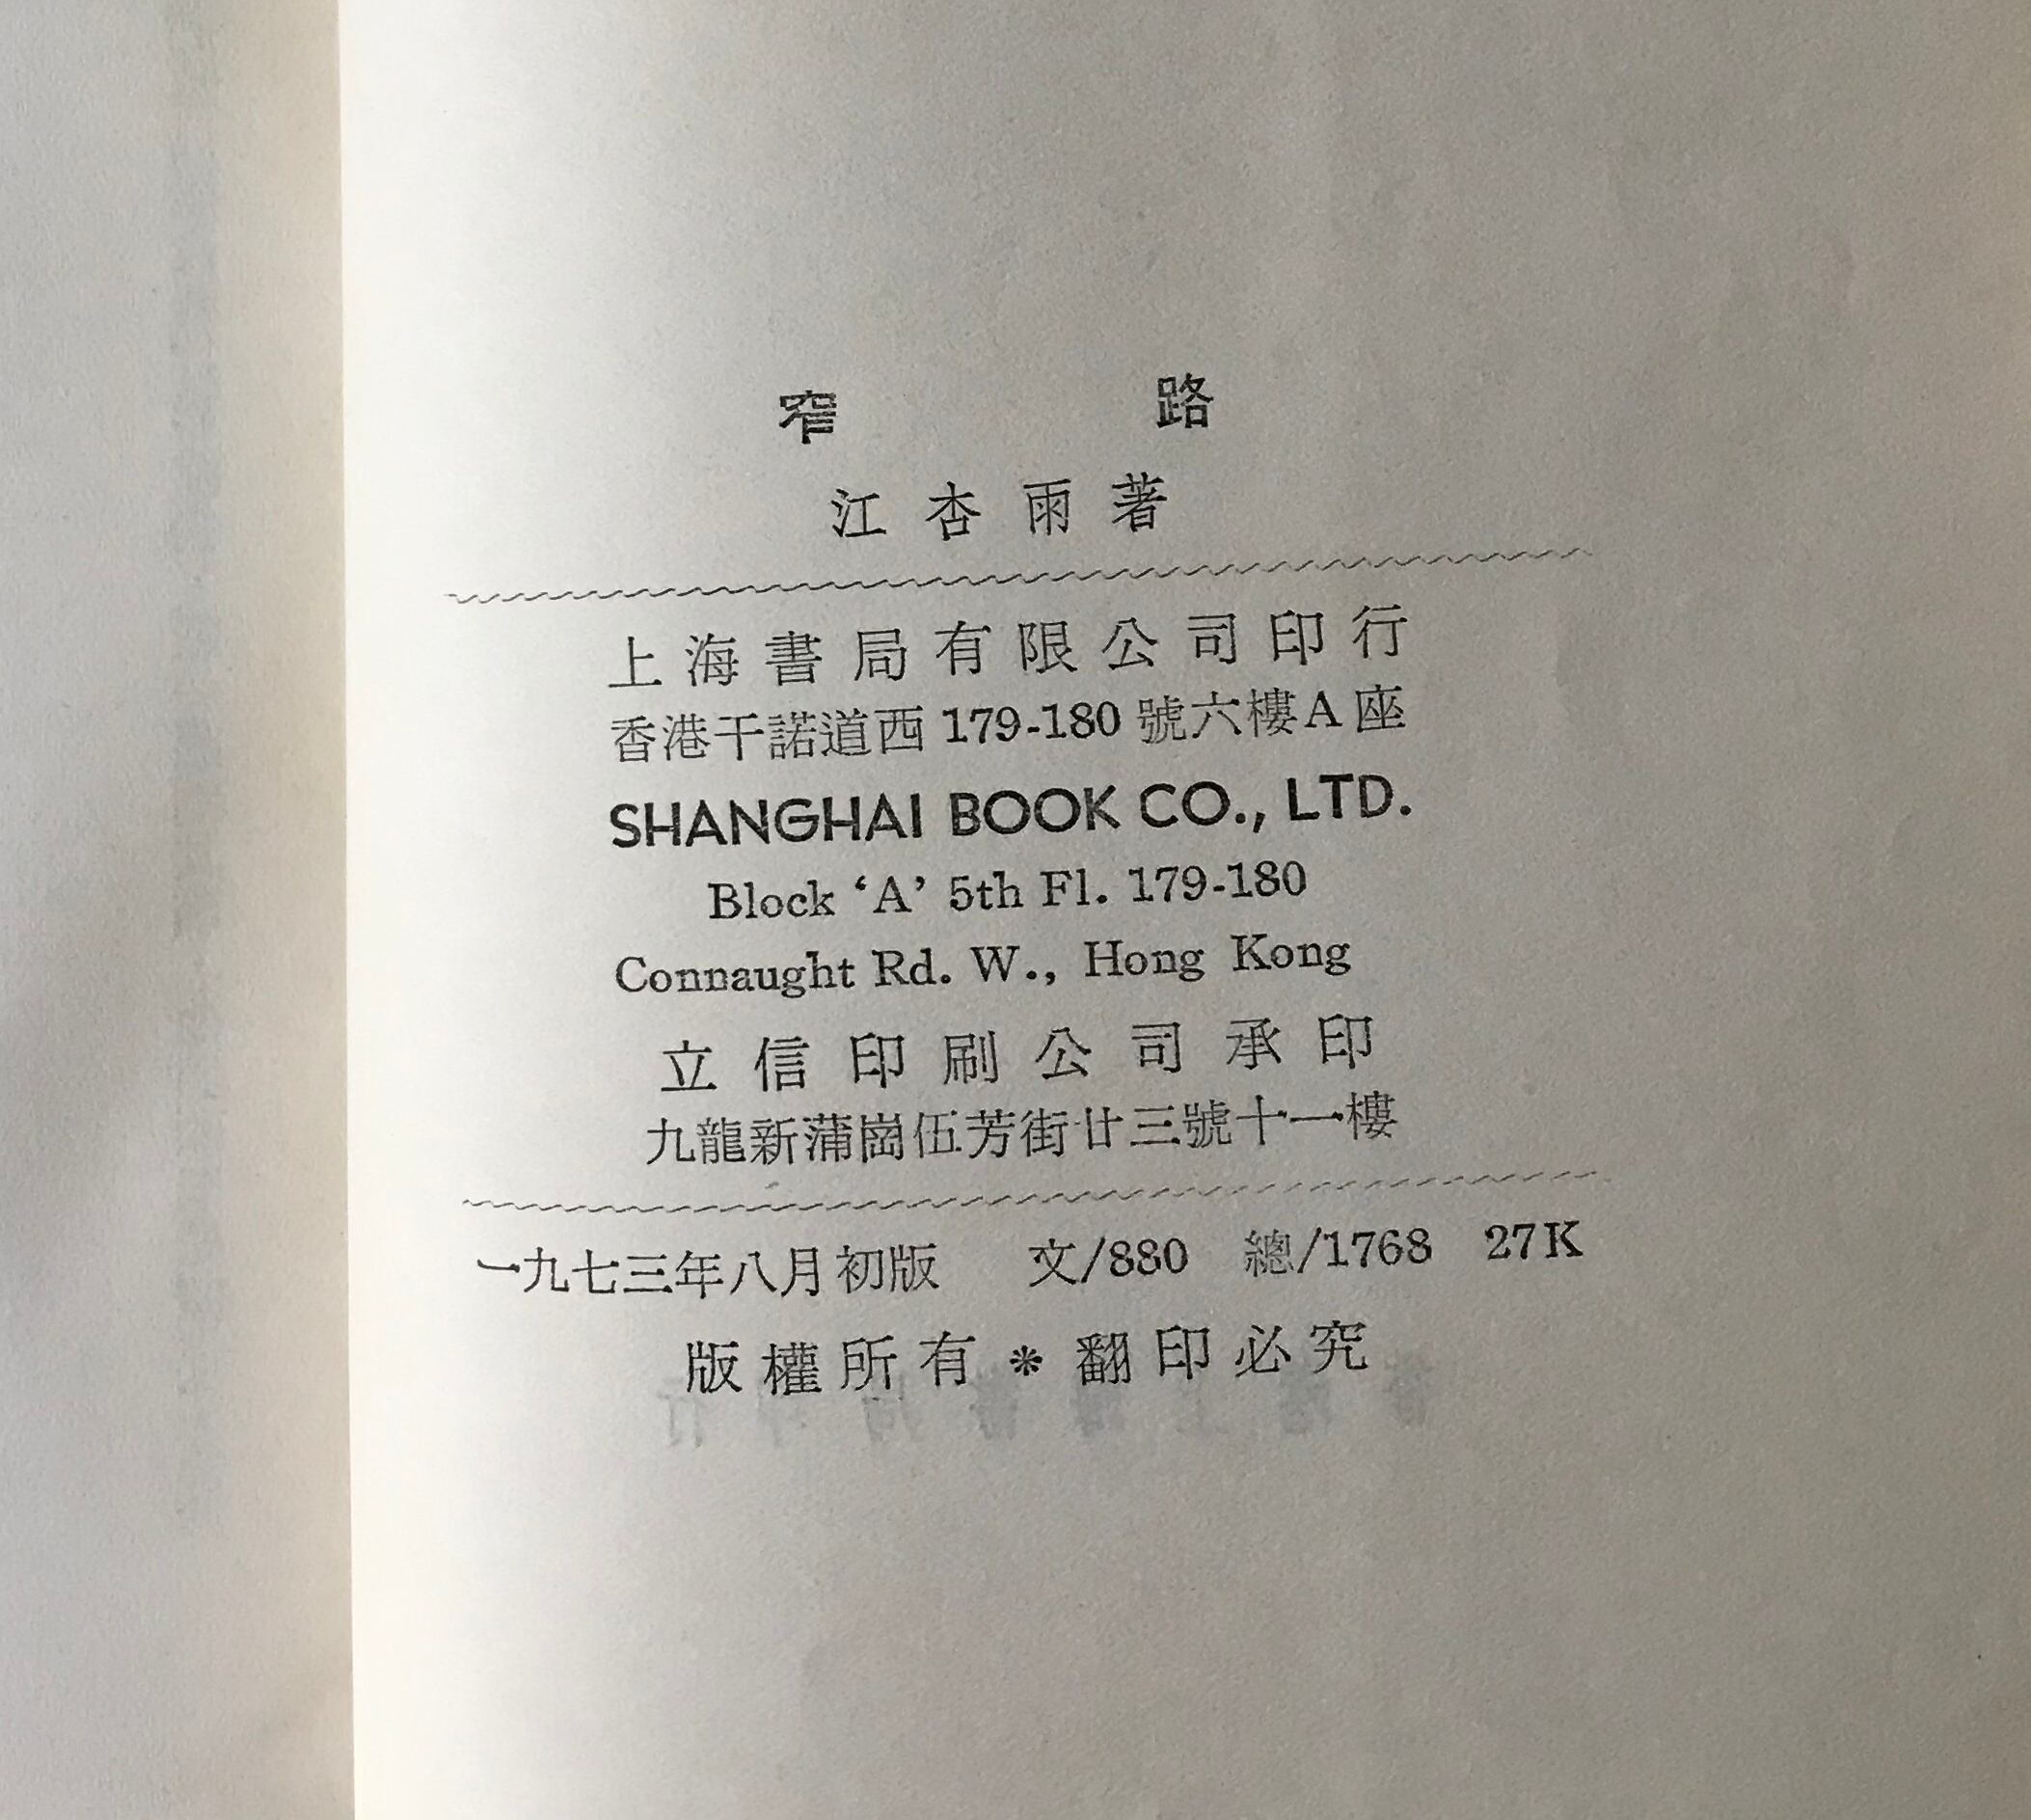 窄路
江杏雨著
上海書局有限公司印行
香港干諾道西179-180號六樓A座
SHANGHAI BOOK CO., LTD.
Block ‘A’ 5th Fl. 179-180
Connaught Rd. W., Hong Kong
立信印刷公司承印
九龍新蒲崗伍芳街廿三號十一樓
一九七三年八月初版 文/880 總/1768 27K
版權所有*翻印必究